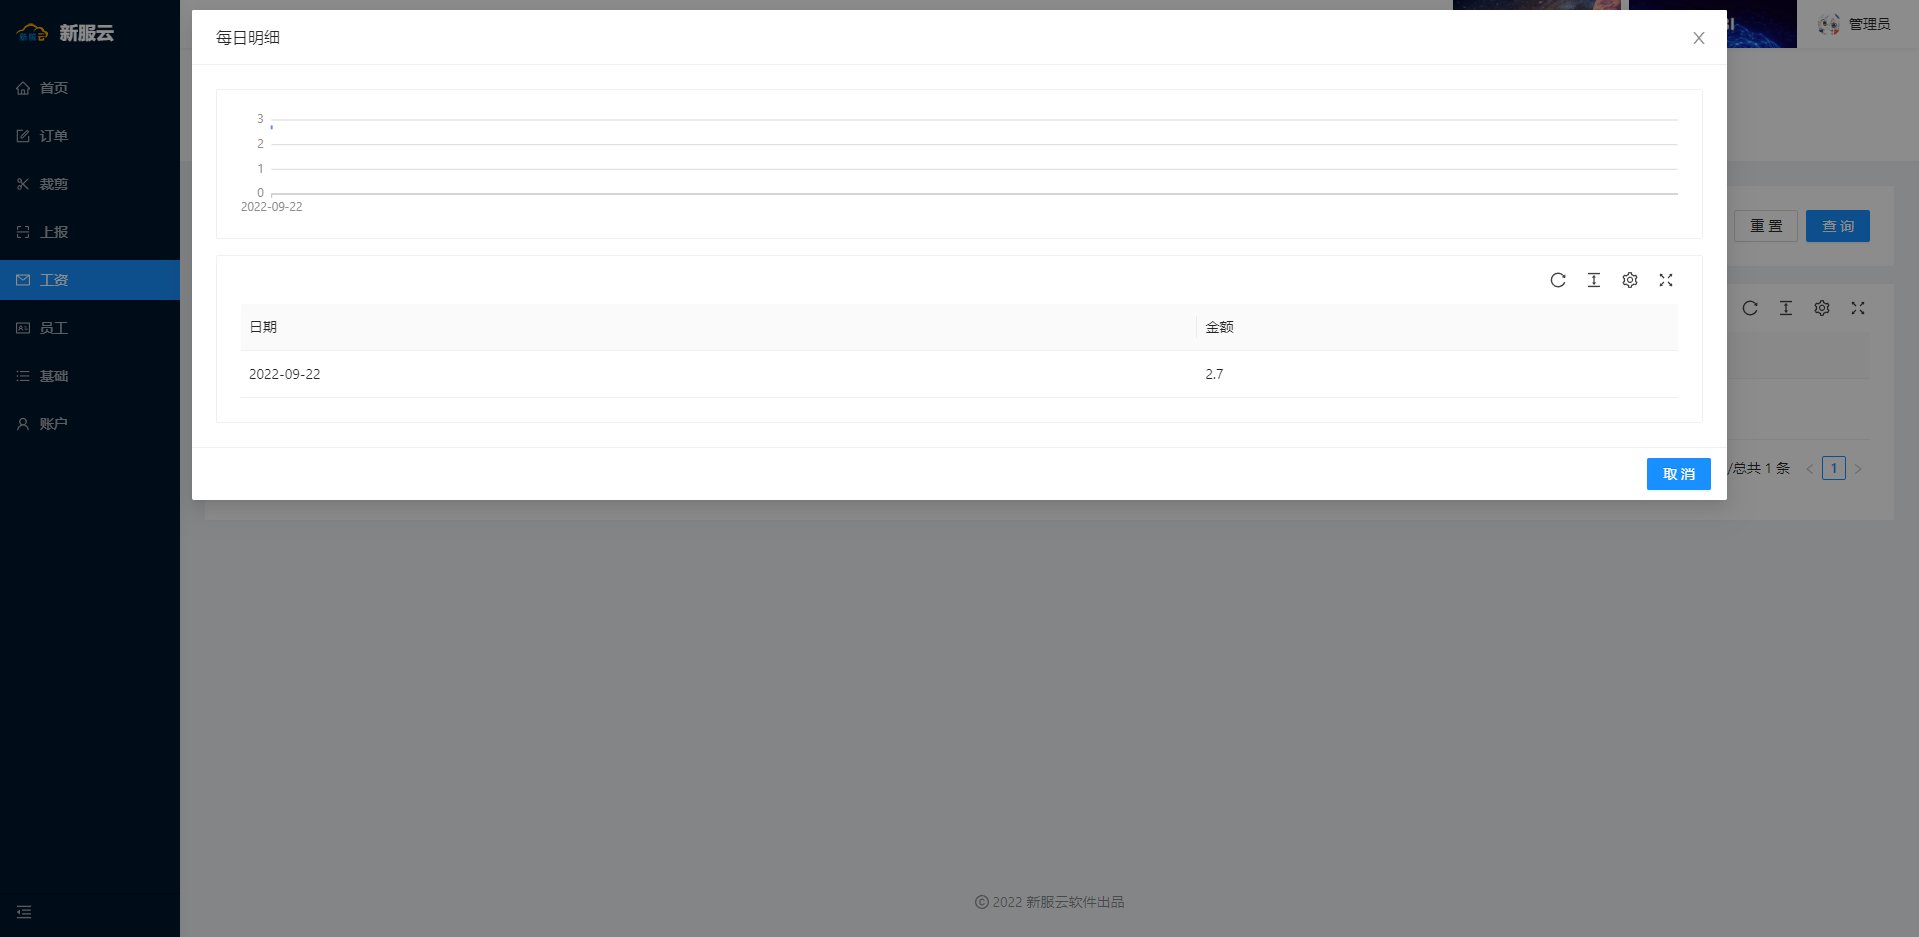 新服云
首页
订单
裁剪
上报
工资
员工
基础
账户
管理员
每日明细
3
2
1
0
2022-09-22
日期 金额
2022-09-22 2.7
取 消
重 置 查 询
/总共 1 条 1
© 2022 新服云软件出品